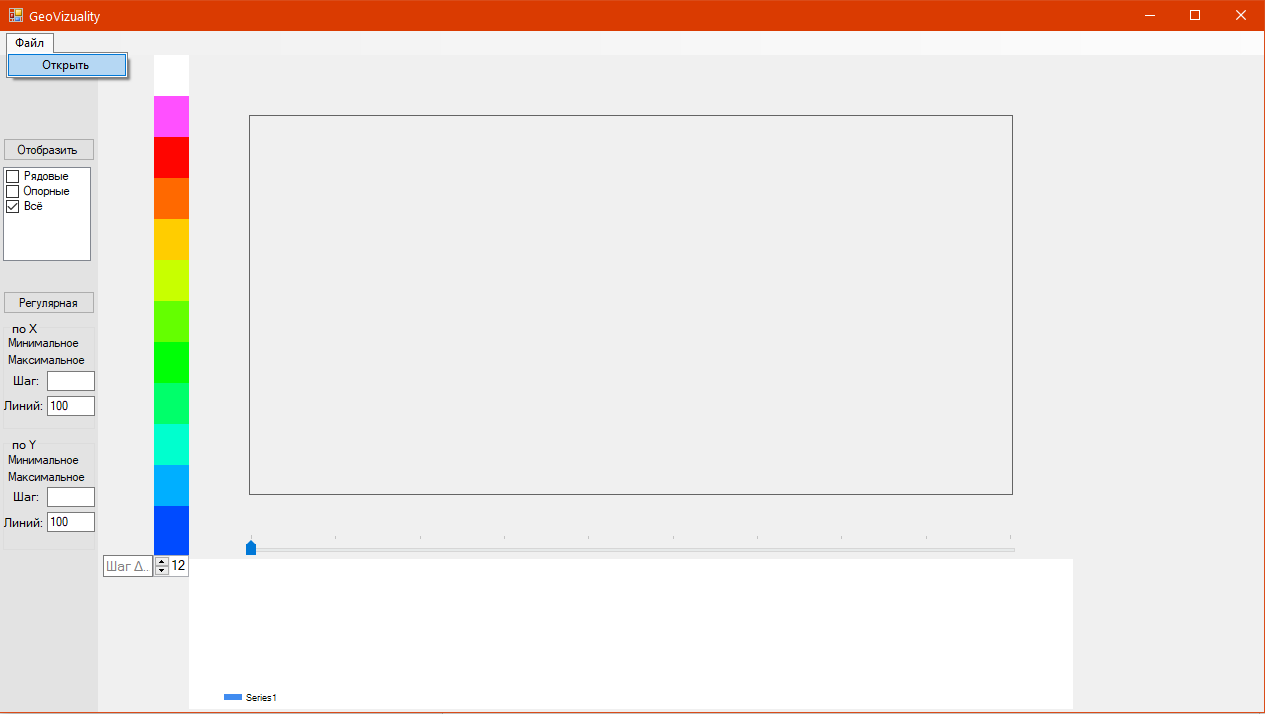 GeoVizuality
Файл
Открыть
Отобразить
Рядовые
Опорные
Всё
Регулярная
по X
Минимальное
Максимальное
Шаг:
Линий: 100
по Y
Минимальное
Максимальное
Шаг:
Линий: 100
Шаг Δ.. 12
Series1